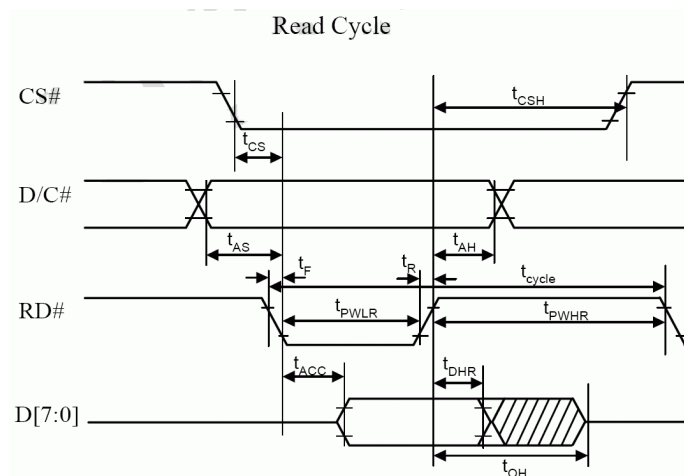 Read Cycle
CS#
tCSH
tCS
D/C#
tAS
tAH
tF
tR
tcycle
RD#
tPWLR
tPWHR
tACC
tDHR
D[7:0]
tOH